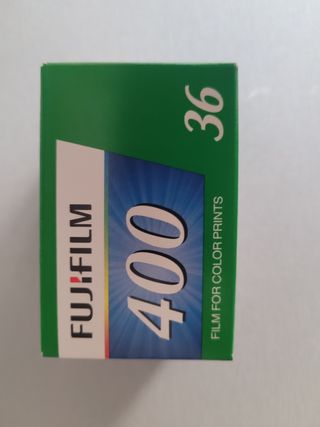 FUJIFILM
400
FILM FOR COLOR PRINTS
36